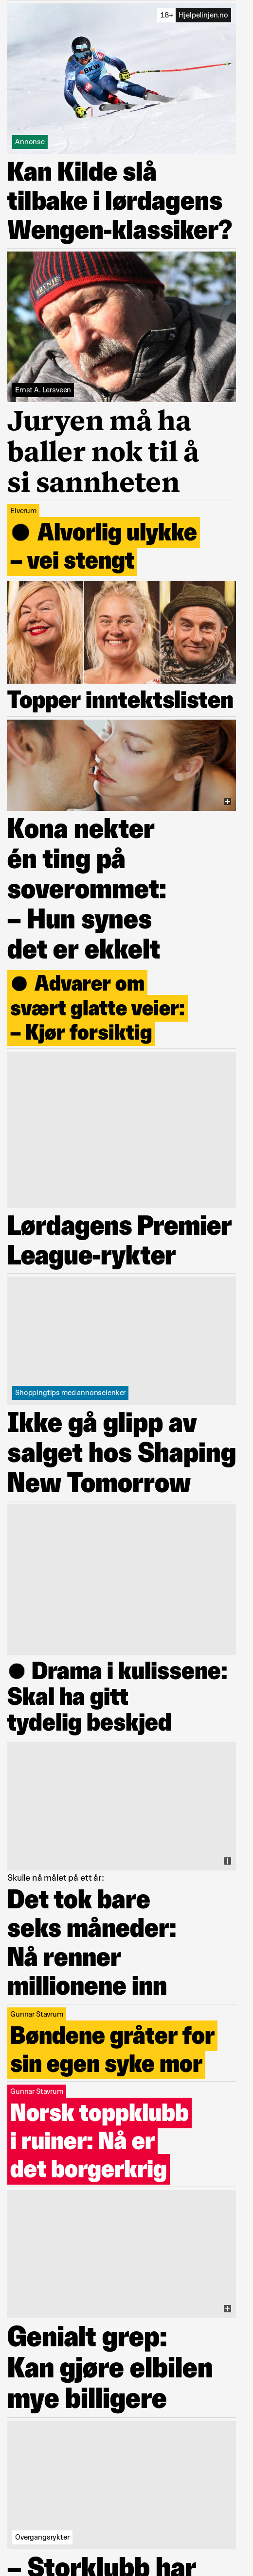 18+ Hjelpelinjen.no
BKW
Annonse
Kan Kilde slå
tilbake i lørdagens
Wengen-klassiker?
Ernst A. Lersveen
Juryen må ha
baller nok til å
si sannheten
Elverum
● Alvorlig ulykke
– vei stengt
Topper inntektslisten
Kona nekter
én ting på
soverommet:
– Hun synes
det er ekkelt
● Advarer om
svært glatte veier:
– Kjør forsiktig
Lørdagens Premier
League-rykter
Shoppingtips med annonselenker
Ikke gå glipp av
salget hos Shaping
New Tomorrow
● Drama i kulissene:
Skal ha gitt
tydelig beskjed
Skulle nå målet på ett år:
Det tok bare
seks måneder:
Nå renner
millionene inn
Gunnar Stavrum
Bøndene gråter for
sin egen syke mor
Gunnar Stavrum
Norsk toppklubb
i ruiner: Nå er
det borgerkrig
Genialt grep:
Kan gjøre elbilen
mye billigere
Overgangsrykter
– Storklubb har